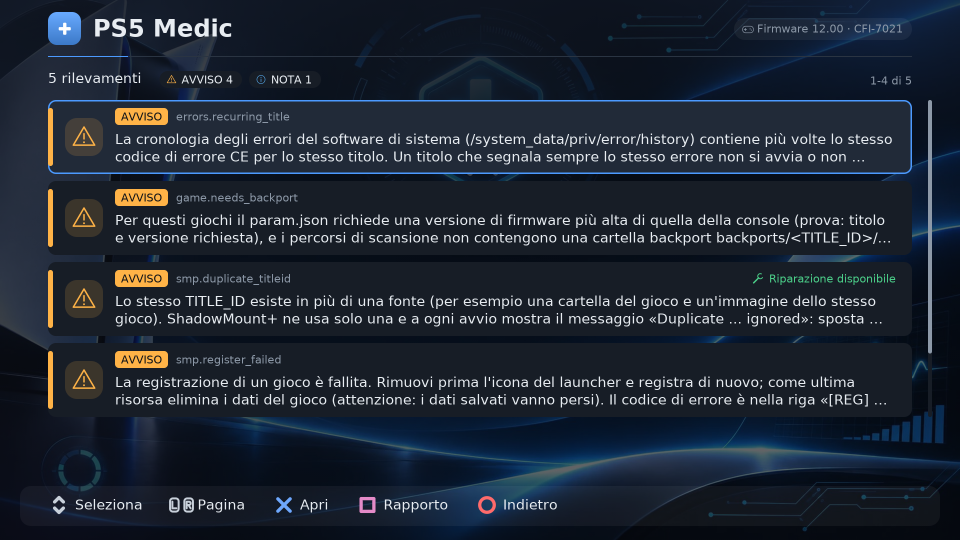 PS5 Medic
Firmware 12.00 · CFI-7021
5 rilevamenti
AVVISO 4
NOTA 1
1-4 di 5
AVVISO errors.recurring_title
La cronologia degli errori del software di sistema (/system_data/priv/error/history) contiene più volte lo stesso
codice di errore CE per lo stesso titolo. Un titolo che segnala sempre lo stesso errore non si avvia o non ...
AVVISO game.needs_backport
Per questi giochi il param.json richiede una versione di firmware più alta di quella della console (prova: titolo
e versione richiesta), e i percorsi di scansione non contengono una cartella backport backports/<TITLE_ID>/...
AVVISO smp.duplicate_titleid
Riparazione disponibile
Lo stesso TITLE_ID esiste in più di una fonte (per esempio una cartella del gioco e un'immagine dello stesso
gioco). ShadowMount+ ne usa solo una e a ogni avvio mostra il messaggio «Duplicate ... ignored»: sposta ...
AVVISO smp.register_failed
La registrazione di un gioco è fallita. Rimuovi prima l'icona del launcher e registra di nuovo; come ultima
risorsa elimina i dati del gioco (attenzione: i dati salvati vanno persi). Il codice di errore è nella riga «[REG] ...
Seleziona
L R Pagina
Apri
Rapporto
Indietro